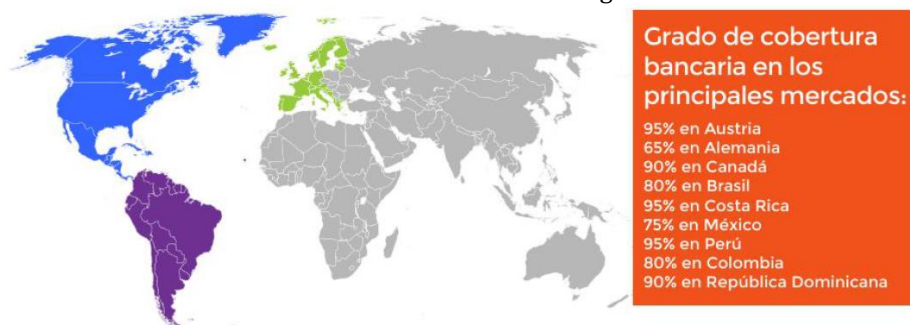 Grado de cobertura
bancaria en los
principales mercados:
95% en Austria
65% en Alemania
90% en Canadá
80% en Brasil
95% en Costa Rica
75% en México
95% en Perú
80% en Colombia
90% en República Dominicana